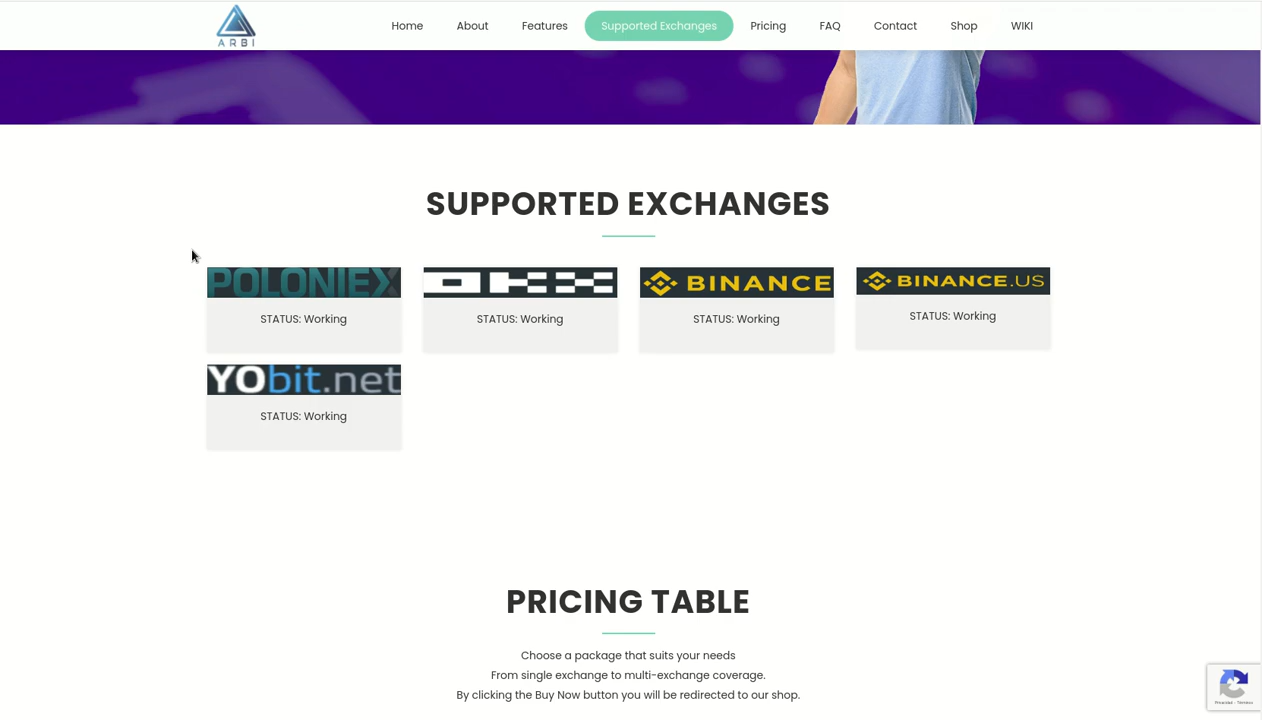 ARBI
Home About Features Supported Exchanges Pricing FAQ Contact Shop WIKI
SUPPORTED EXCHANGES
POLONIEX OKX BINANCE BINANCE.US
STATUS: Working STATUS: Working STATUS: Working STATUS: Working
YObit.net
STATUS: Working
PRICING TABLE
Choose a package that suits your needs
From single exchange to multi-exchange coverage.
By clicking the Buy Now button you will be redirected to our shop.